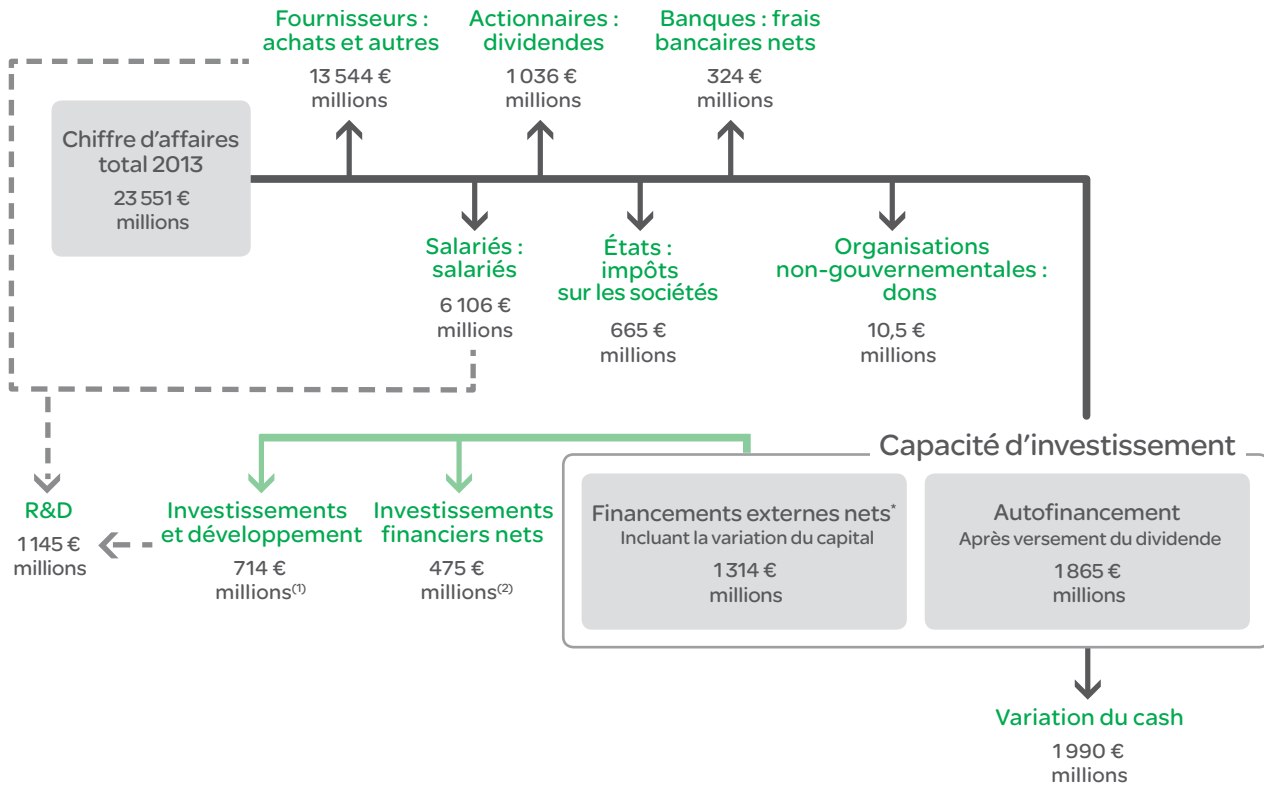 Fournisseurs :
achats et autres
13 544 €
millions
Actionnaires :
dividendes
1 036 €
millions
Banques : frais
bancaires nets
324 €
millions
Chiffre d'affaires
total 2013
23 551 €
millions
Salariés :
salariés
6 106 €
millions
États :
impôts
sur les sociétés
665 €
millions
Organisations
non-gouvernementales :
dons
10,5 €
millions
Capacité d'investissement
R&D
1 145 €
millions
Investissements
et développement
714 €
millions(1)
Investissements
financiers nets
475 €
millions(2)
Financements externes nets*
Incluant la variation du capital
1 314 €
millions
Autofinancement
Après versement du dividende
1 865 €
millions
Variation du cash
1 990 €
millions